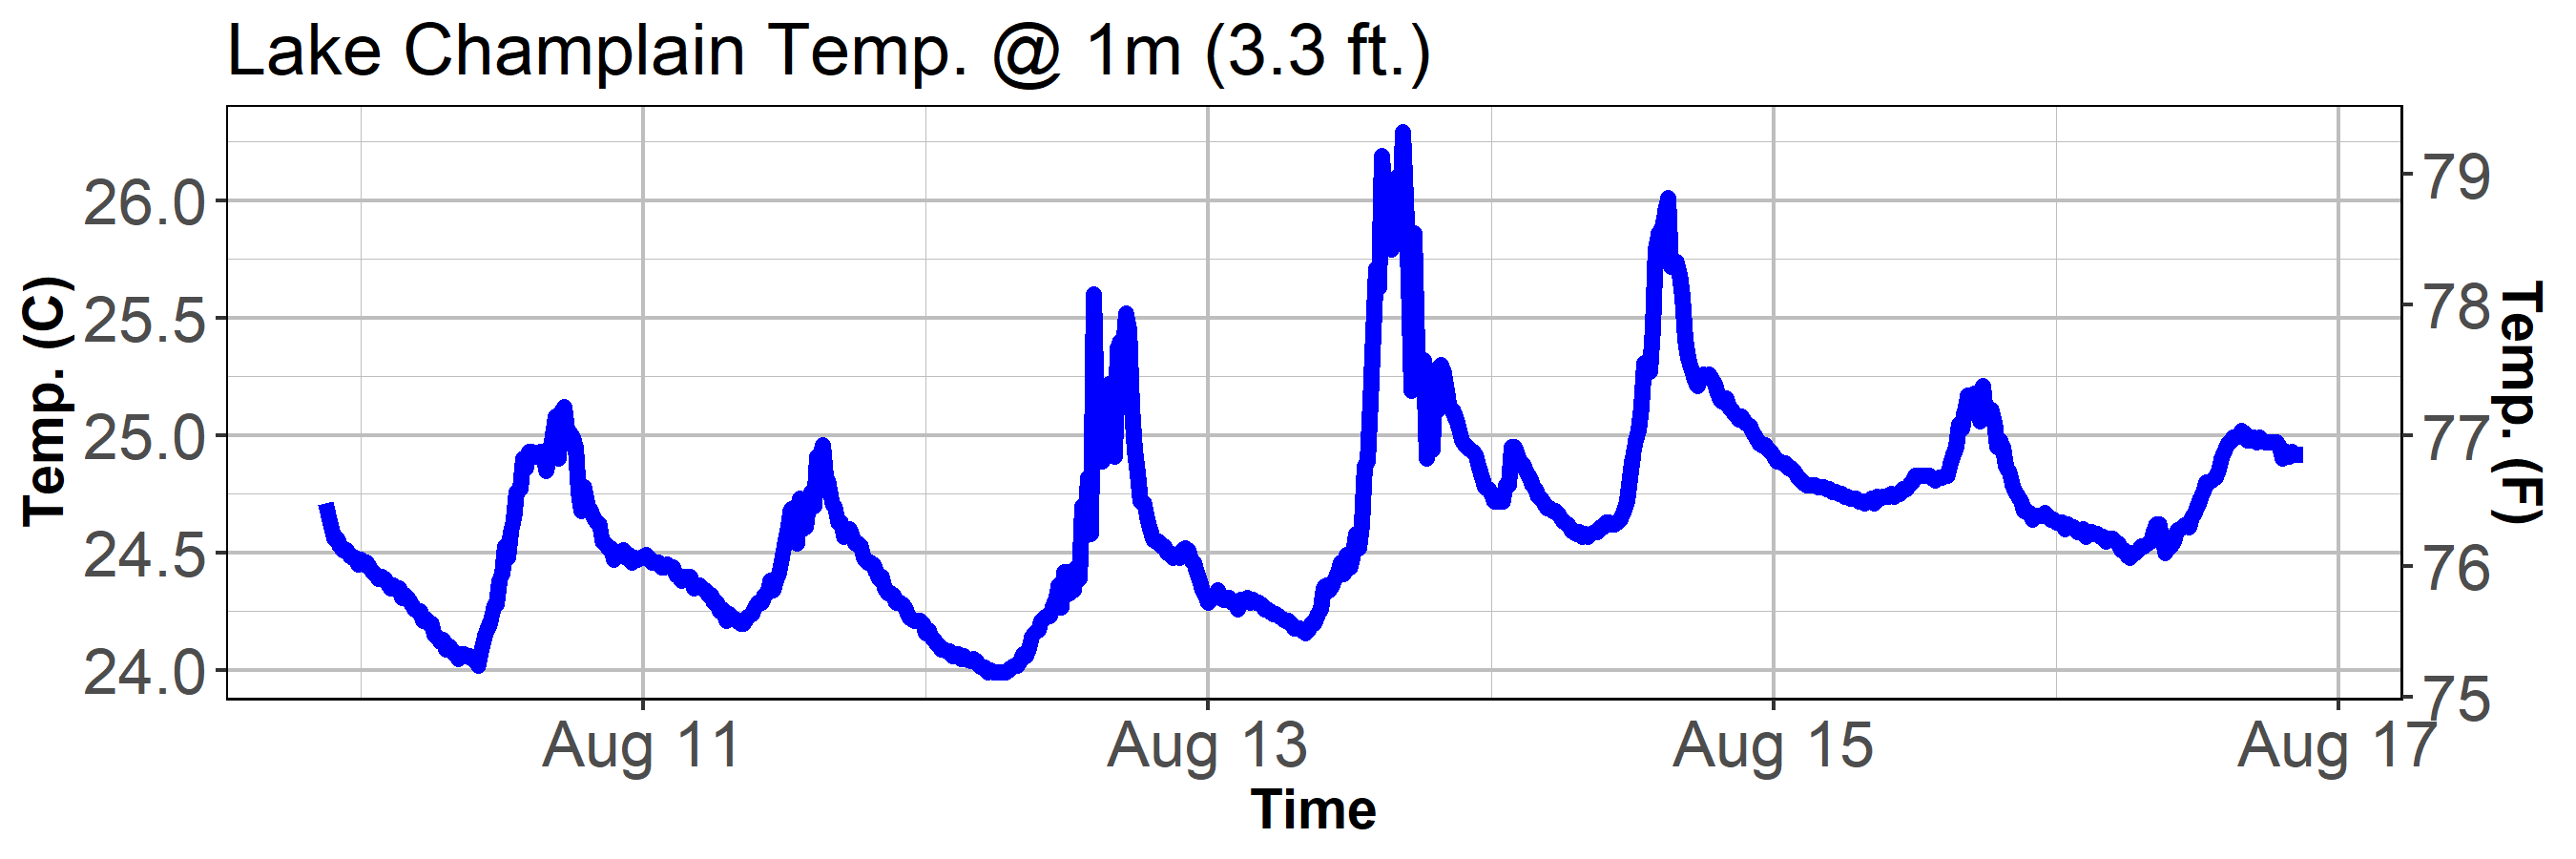 Lake Champlain Temp. @ 1m (3.3 ft.)
Temp. (C)
26.0
25.5
25.0
24.5
24.0
79
78
77
76
75
Temp. (F)
Aug 11
Aug 13
Aug 15
Aug 17
Time